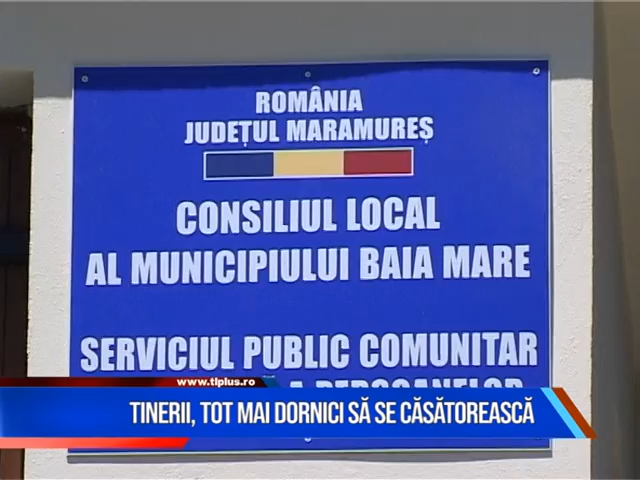 ROMÂNIA
JUDEȚUL MARAMUREȘ
CONSILIUL LOCAL
AL MUNICIPIULUI BAIA MARE
SERVICIUL PUBLIC COMUNITAR
A PERSOANELOR
www.tlplus.ro
TINERII, TOT MAI DORNICI SĂ SE CĂSĂTOREASCĂ